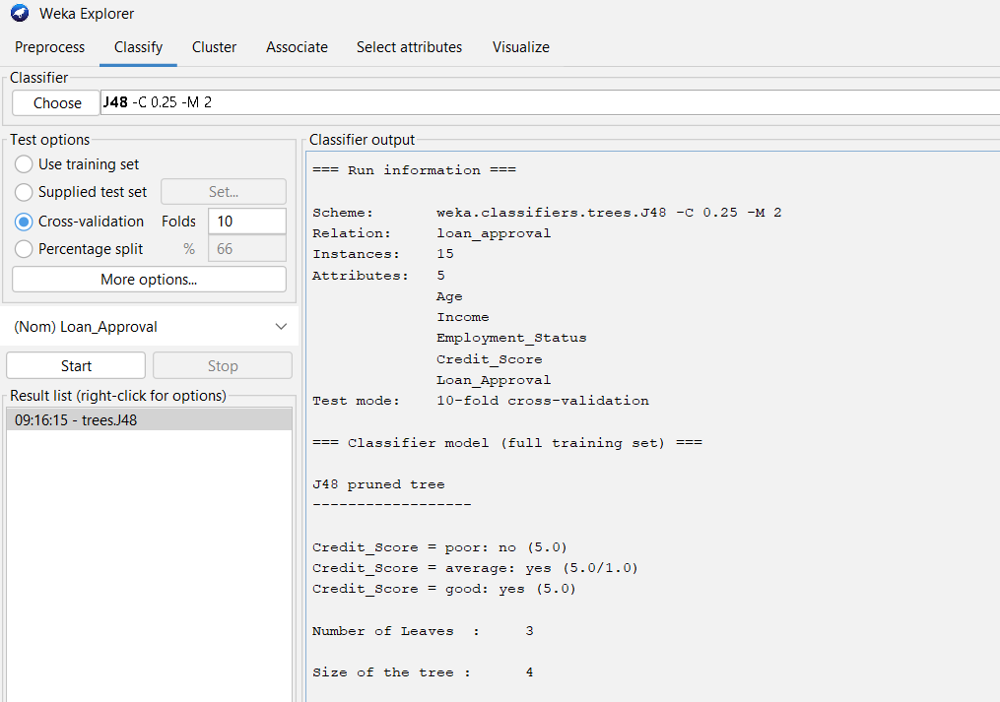 Weka Explorer
Preprocess Classify Cluster Associate Select attributes Visualize
Classifier
Choose J48 -C 0.25 -M 2
Test options
Use training set
Supplied test set Set...
Cross-validation Folds 10
Percentage split % 66
More options...
(Nom) Loan_Approval
Start Stop
Result list (right-click for options)
09:16:15 - trees.J48
Classifier output
=== Run information ===
Scheme: weka.classifiers.trees.J48 -C 0.25 -M 2
Relation: loan_approval
Instances: 15
Attributes: 5
Age
Income
Employment_Status
Credit_Score
Loan_Approval
Test mode: 10-fold cross-validation
=== Classifier model (full training set) ===
J48 pruned tree
------------------
Credit_Score = poor: no (5.0)
Credit_Score = average: yes (5.0/1.0)
Credit_Score = good: yes (5.0)
Number of Leaves : 3
Size of the tree : 4